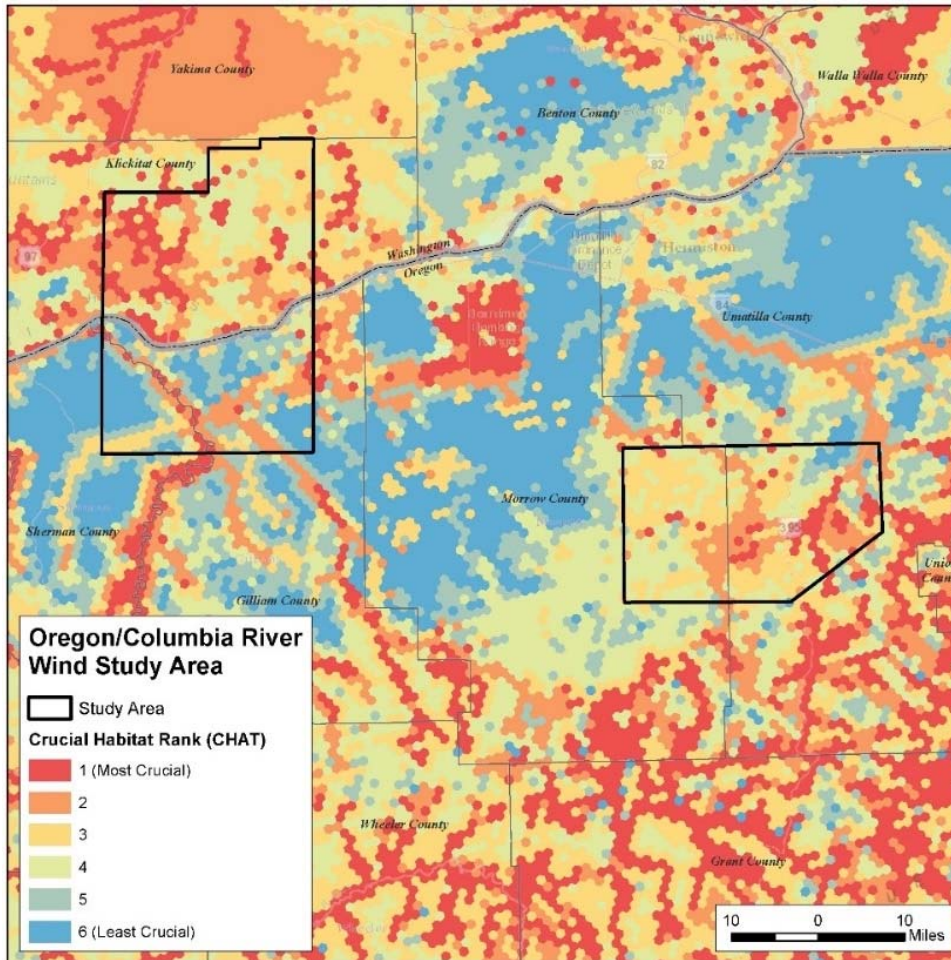 Yakima County
Kennewick
Walla Walla County
Benton County
82
Klickitat County
97
Washington
Oregon
Hermiston
84
Umatilla County
Morrow County
395
Sherman County
Gilliam County
Wheeler County
Grant County
Oregon/Columbia River
Wind Study Area
Study Area
Crucial Habitat Rank (CHAT)
1 (Most Crucial)
2
3
4
5
6 (Least Crucial)
10 0 10
Miles